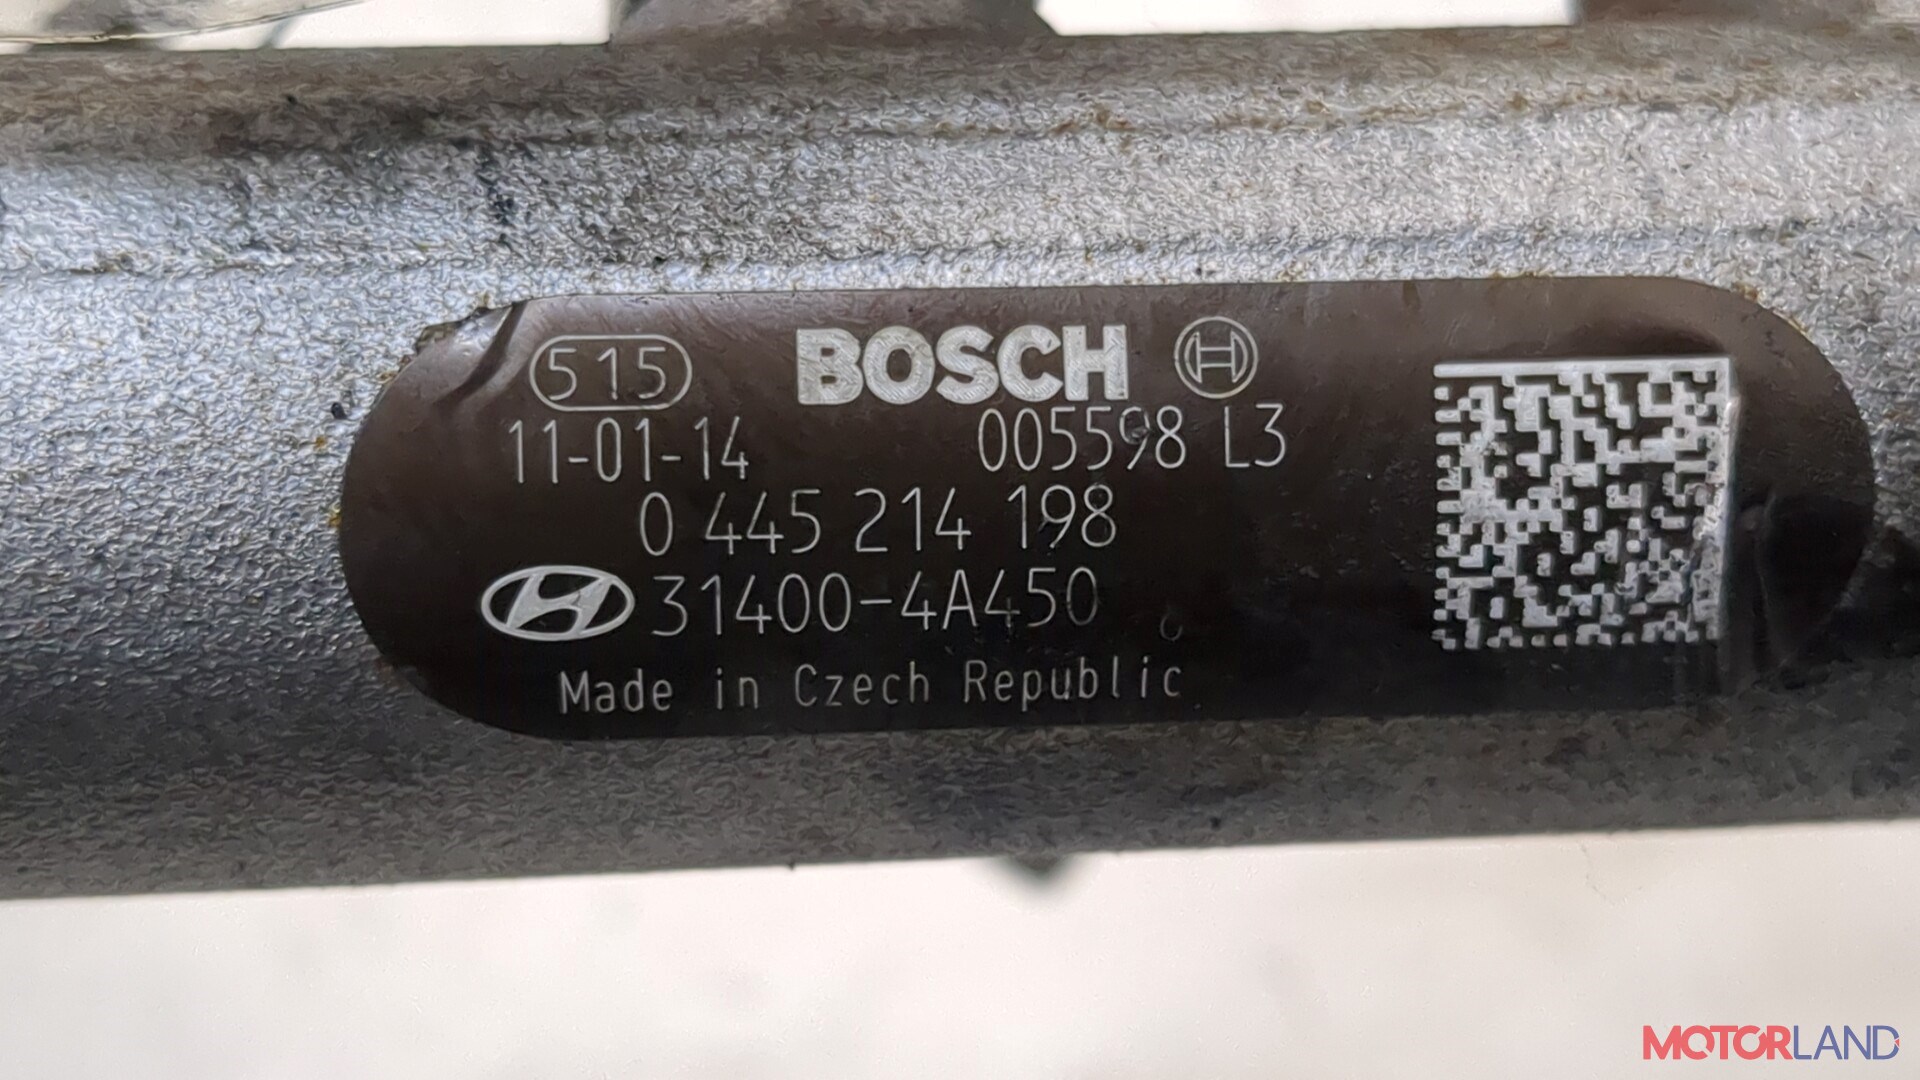 515 BOSCH
11-01-14 005598 L3
0 445 214 198
31400-4A450
Made in Czech Republic
MOTORLAND